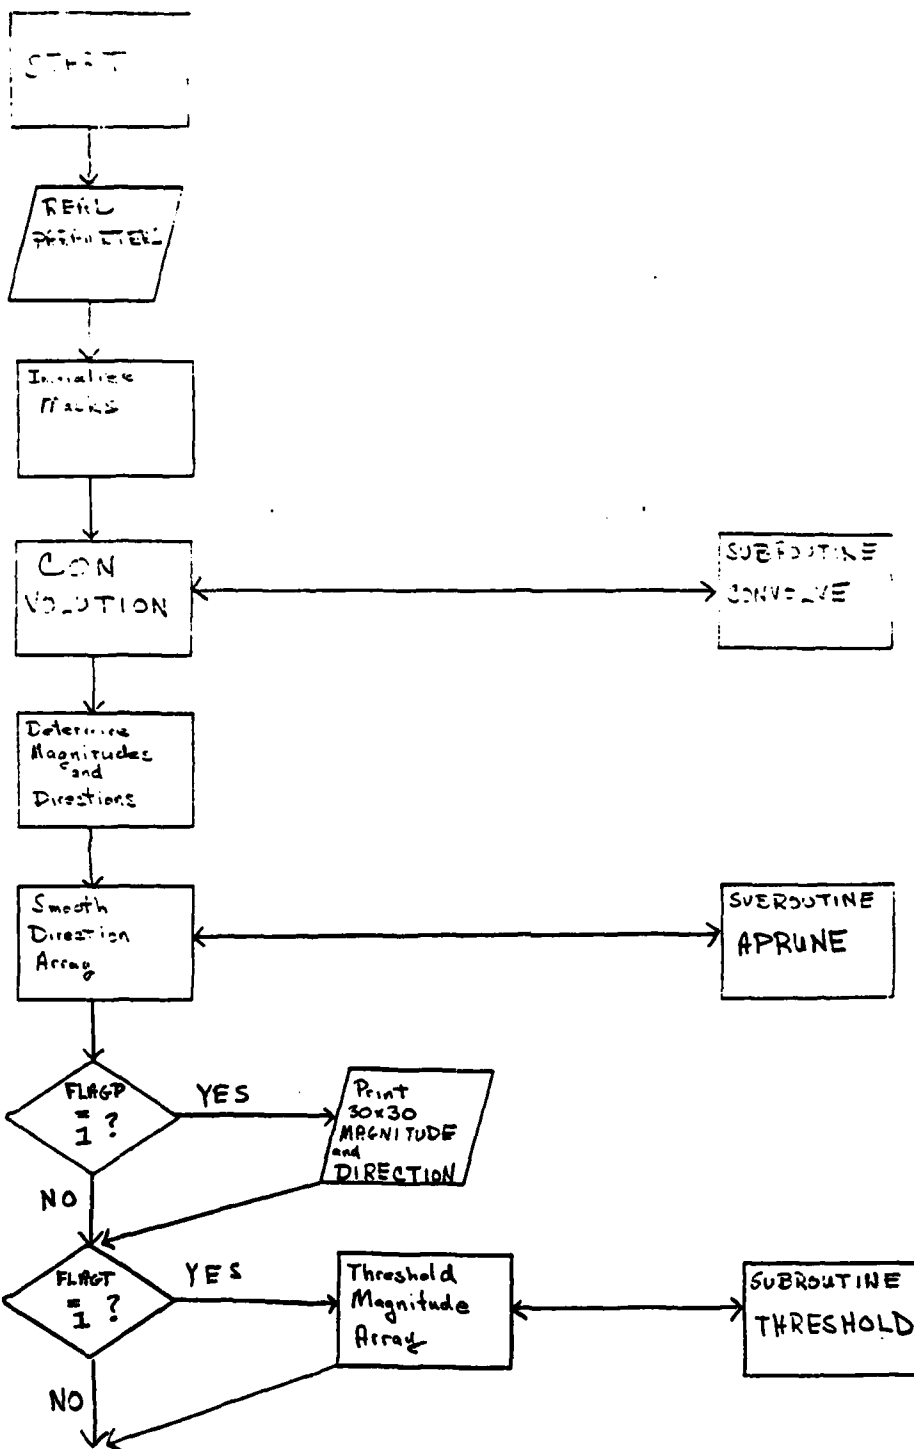 START
READ
Initialize
Masks
CON
VOLUTION
SUBROUTINE
CONVOLVE
Determine
Magnitudes
and
Directions
Smooth
Direction
Array
SUBROUTINE
APRUNE
FLAGP
=
1 ?
YES
Print
30x30
MAGNITUDE
and
DIRECTION
NO
FLAGT
=
1 ?
YES
Threshold
Magnitude
Array
SUBROUTINE
THRESHOLD
NO